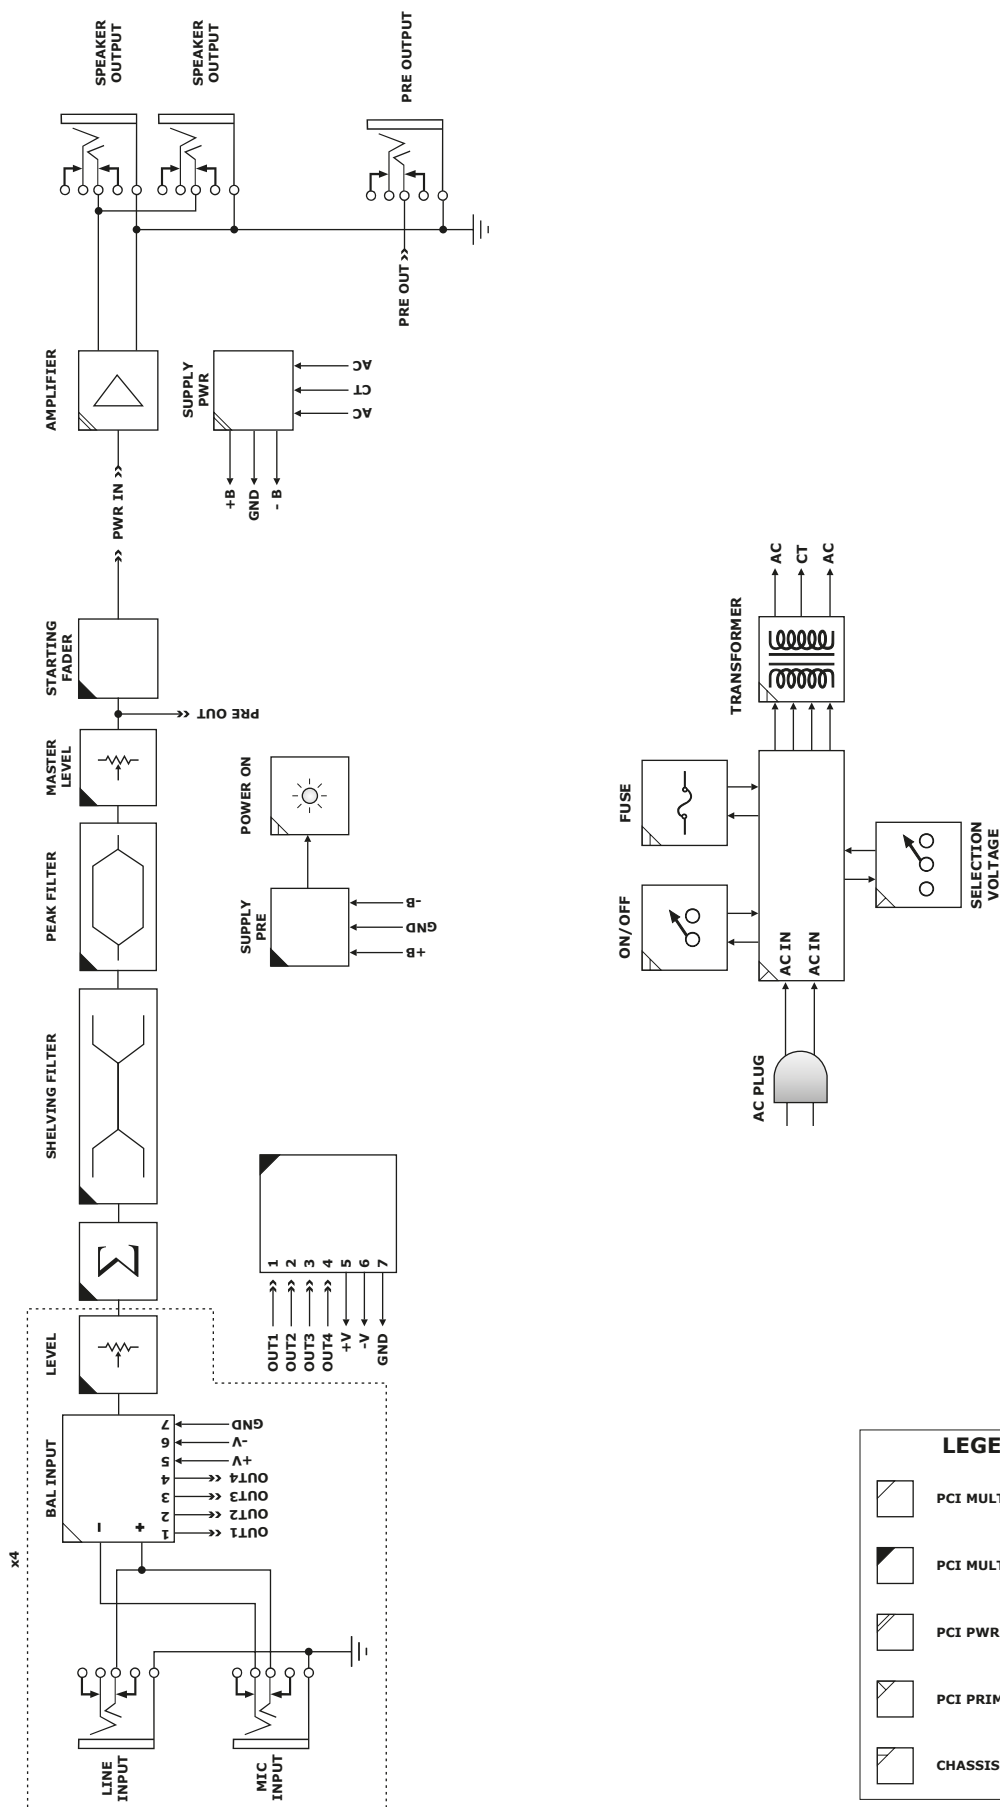 SPEAKER
OUTPUT
SPEAKER
OUTPUT
PRE OUTPUT
PRE OUT
AMPLIFIER
SUPPLY
PWR
AC
CT
AC
+B
GND
- B
PWR IN
STARTING
FADER
PRE OUT
MASTER
LEVEL
POWER ON
PEAK FILTER
SUPPLY
PRE
-B
GND
+B
SHELVING FILTER
1
2
3
4
5
6
7
OUT1
OUT2
OUT3
OUT4
+V
-V
GND
LEVEL
BAL INPUT
- +
7
6
5
4
3
2
1
GND
-V
+V
OUT4
OUT3
OUT2
OUT1
x4
LINE
INPUT
MIC
INPUT
AC
CT
AC
TRANSFORMER
FUSE
ON/OFF
AC IN
AC IN
SELECTION
VOLTAGE
AC PLUG
LEGE
PCI MULT
PCI MULT
PCI PWR
PCI PRIM
CHASSIS